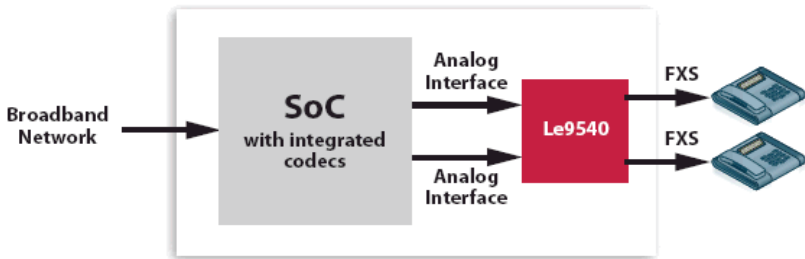 Broadband
Network
SoC
with integrated
codecs
Analog
Interface
Analog
Interface
Le9540
FXS
FXS